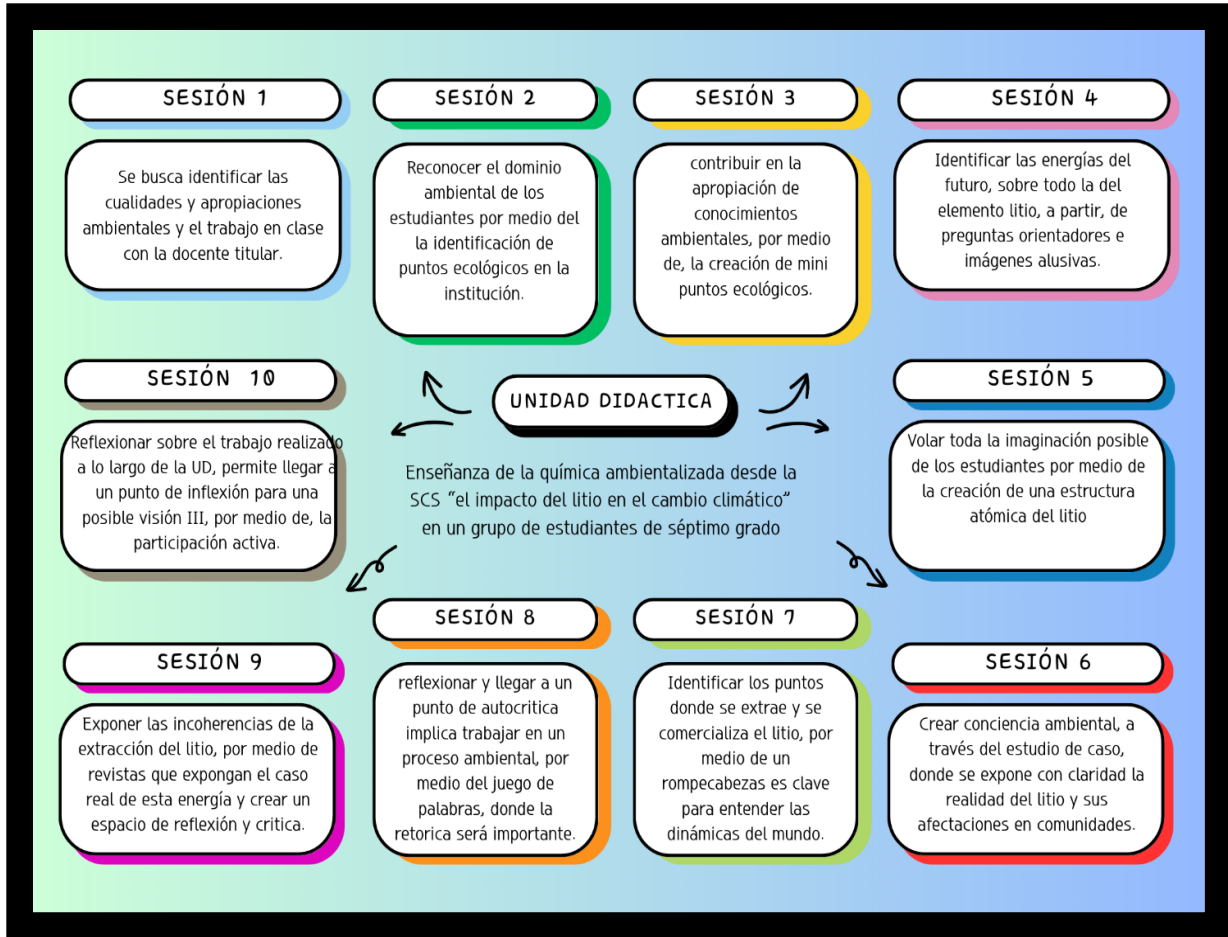 SESIÓN 1
Se busca identificar las
cualidades y apropiaciones
ambientales y el trabajo en clase
con la docente titular.
SESIÓN 2
Reconocer el dominio
ambiental de los
estudiantes por medio del
la identificación de
puntos ecológicos en la
institución.
SESIÓN 3
contribuir en la
apropiación de
conocimientos
ambientales, por medio
de, la creación de mini
puntos ecológicos.
SESIÓN 4
Identificar las energías del
futuro, sobre todo la del
elemento litio, a partir, de
preguntas orientadores e
imágenes alusivas.
UNIDAD DIDACTICA
Enseñanza de la química ambientalizada desde la
SCS “el impacto del litio en el cambio climático”
en un grupo de estudiantes de séptimo grado
SESIÓN 5
Volar toda la imaginación posible
de los estudiantes por medio de
la creación de una estructura
atómica del litio
SESIÓN 6
Crear conciencia ambiental, a
través del estudio de caso,
donde se expone con claridad la
realidad del litio y sus
afectaciones en comunidades.
SESIÓN 7
Identificar los puntos
donde se extrae y se
comercializa el litio, por
medio de un
rompecabezas es clave
para entender las
dinámicas del mundo.
SESIÓN 8
reflexionar y llegar a un
punto de autocritica
implica trabajar en un
proceso ambiental, por
medio del juego de
palabras, donde la
retorica será importante.
SESIÓN 9
Exponer las incoherencias de la
extracción del litio, por medio de
revistas que expongan el caso
real de esta energía y crear un
espacio de reflexión y critica.
SESIÓN 10
Reflexionar sobre el trabajo realizado
a lo largo de la UD, permite llegar a
un punto de inflexión para una
posible visión III, por medio de, la
participación activa.